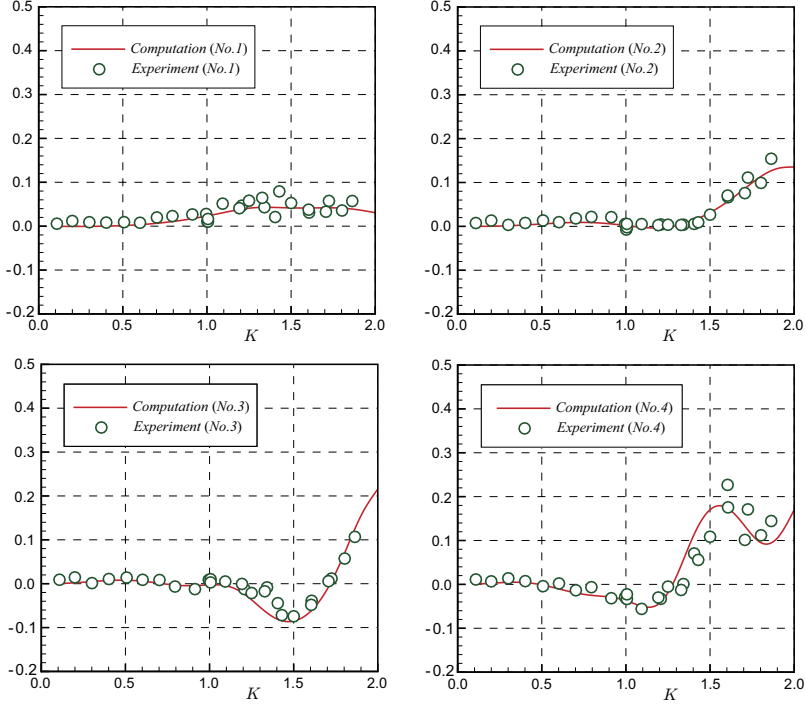 0.5
0.4
0.3
0.2
0.1
0.0
-0.1
-0.2
0.0 0.5 1.0 1.5 2.0
K
Computation (No.1)
Experiment (No.1)
0.5
0.4
0.3
0.2
0.1
0.0
-0.1
-0.2
0.0 0.5 1.0 1.5 2.0
K
Computation (No.2)
Experiment (No.2)
0.5
0.4
0.3
0.2
0.1
0.0
-0.1
-0.2
0.0 0.5 1.0 1.5 2.0
K
Computation (No.3)
Experiment (No.3)
0.5
0.4
0.3
0.2
0.1
0.0
-0.1
-0.2
0.0 0.5 1.0 1.5 2.0
K
Computation (No.4)
Experiment (No.4)